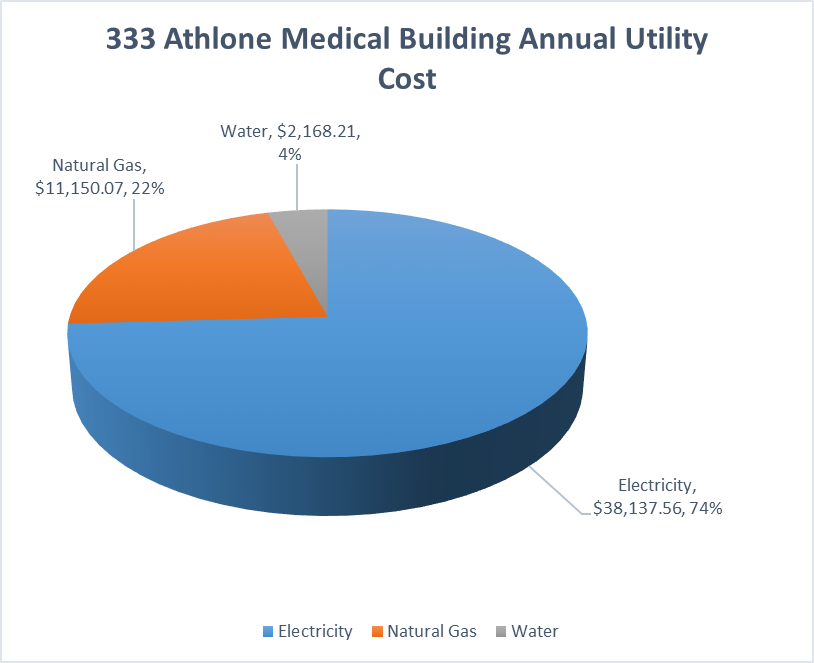 333 Athlone Medical Building Annual Utility
Cost
Water, $2,168.21,
4%
Natural Gas,
$11,150.07, 22%
Electricity,
$38,137.56, 74%
Electricity Natural Gas Water